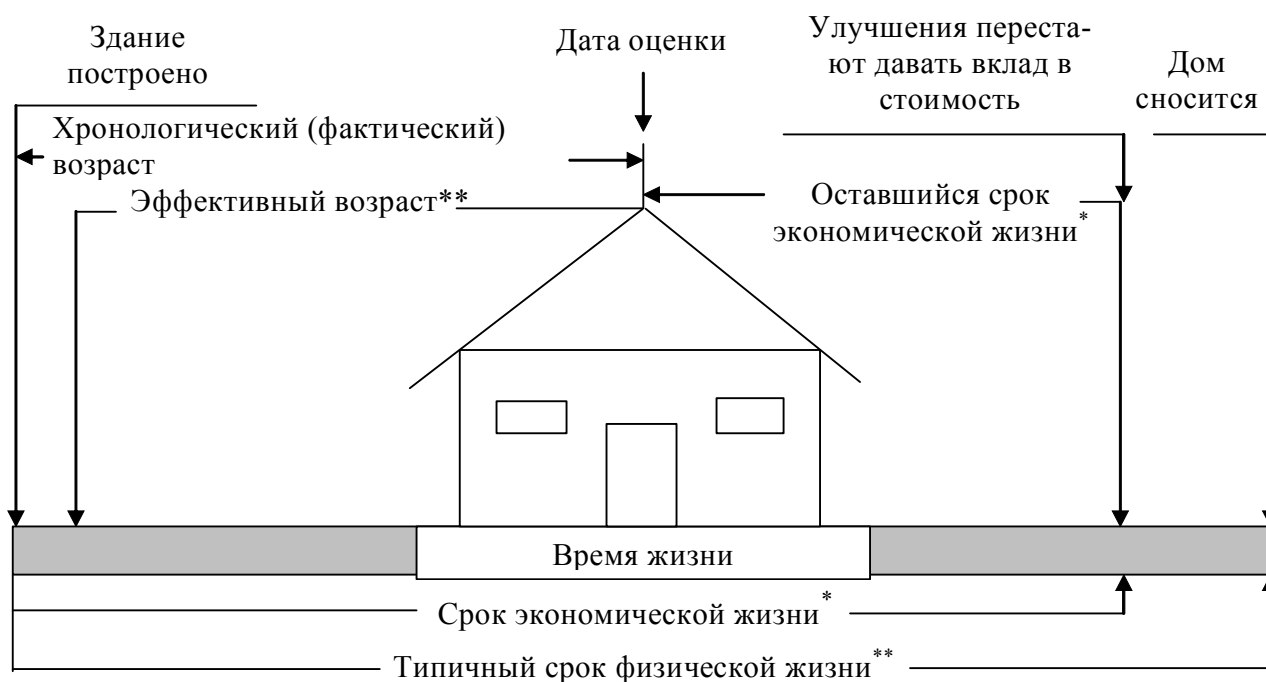 Здание
построено
Дата оценки
Улучшения переста-
ют давать вклад в
стоимость
Дом
сносится
Хронологический (фактический)
возраст
Эффективный возраст**
Оставшийся срок
экономической жизни*
Время жизни
Срок экономической жизни*
Типичный срок физической жизни**